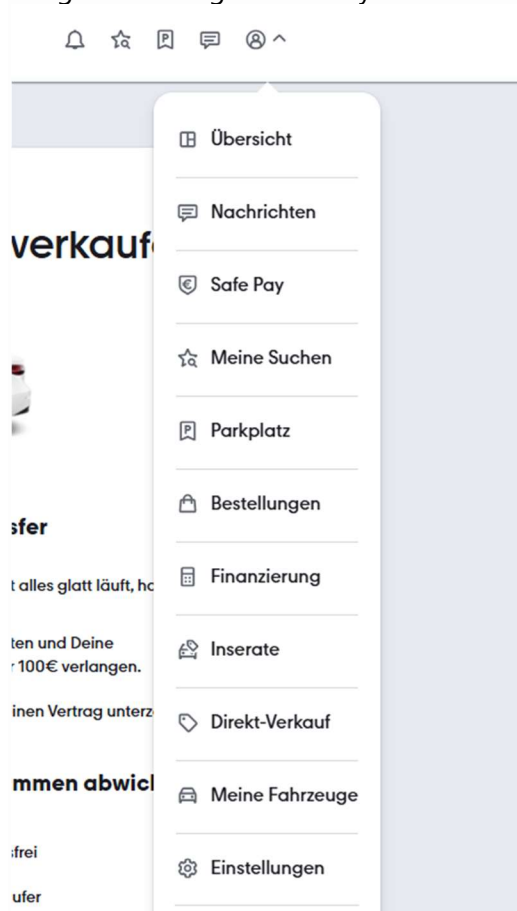 Übersicht
Nachrichten
verkauf
Safe Pay
Meine Suchen
Parkplatz
Bestellungen
sfer
Finanzierung
t alles glatt läuft, ha
ten und Deine
Inserate
100€ verlangen.
inen Vertrag unterz
Direkt-Verkauf
mmen abwicl
Meine Fahrzeuge
frei
Einstellungen
ufer